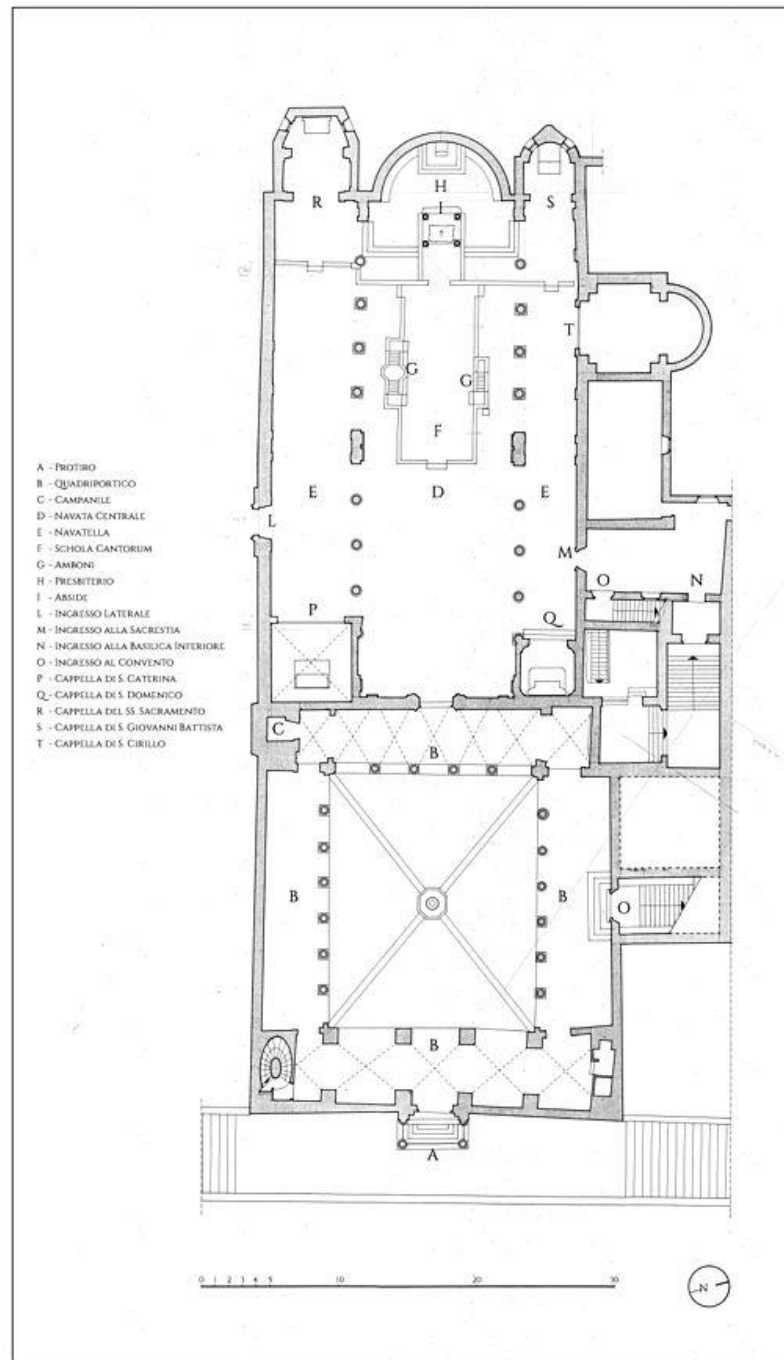 R
H
I
S
T
G
G
F
E
D
E
L
M
O
N
P
Q
A - PROTIRO
B - QUADRIPORTICO
C - CAMPANILE
D - NAVATA CENTRALE
E - NAVATELLA
F - SCHOLA CANTORUM
G - AMBONI
H - PRESBITERIO
I - ABSIDE
L - INGRESSO LATERALE
M - INGRESSO ALLA SACRESTIA
N - INGRESSO ALLA BASILICA INFERIORE
O - INGRESSO AL CONVENTO
P - CAPPELLA DI S. CATERINA
Q - CAPPELLA DI S. DOMENICO
R - CAPPELLA DEL SS. SACRAMENTO
S - CAPPELLA DI S. GIOVANNI BATTISTA
T - CAPPELLA DI S. CIRILLO
C
B
B
B
O
B
A
0 1 2 3 4 5 10 20 30
N